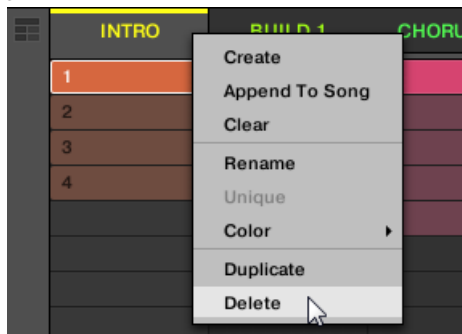 INTRO
BUILD 1
CHORU
1
2
3
4
Create
Append To Song
Clear
Rename
Unique
Color
Duplicate
Delete